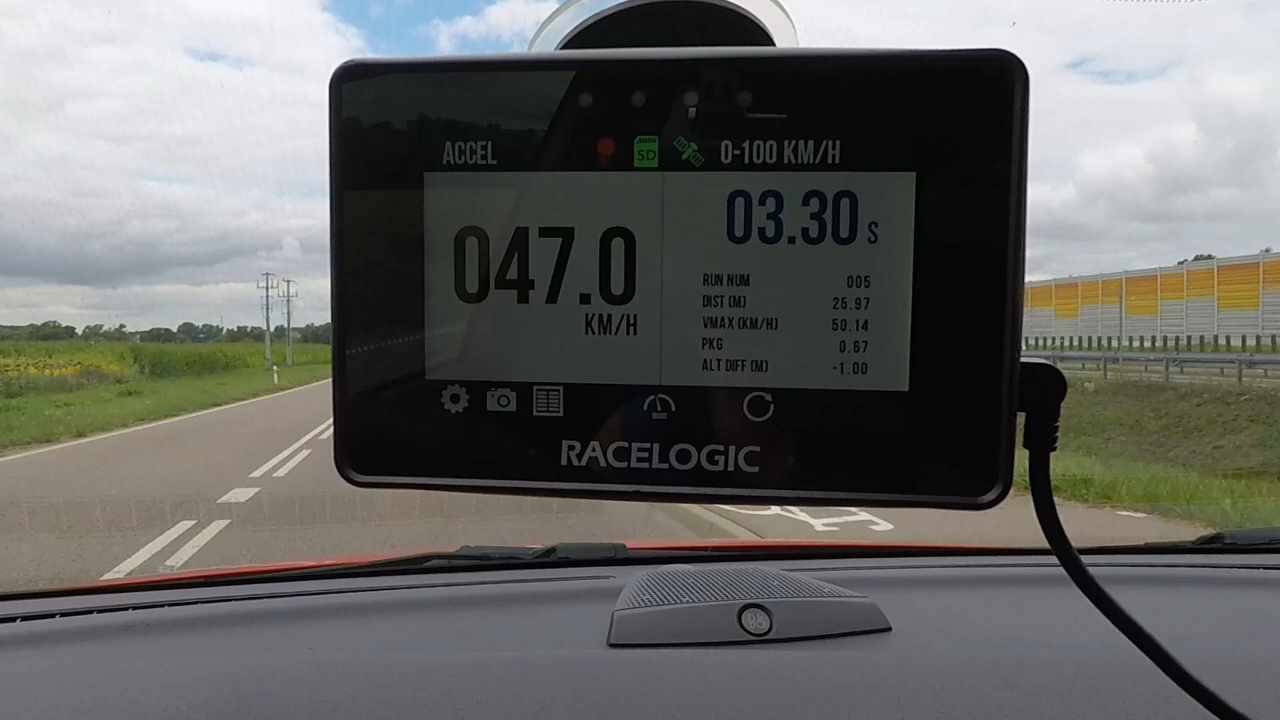 ACCEL
SD
0-100 KM/H
047.0
KM/H
03.30 S
RUN NUM 005
DIST (M) 25.97
VMAX (KM/H) 50.14
PKG 0.67
ALT DIFF (M) -1.00
RACELOGIC